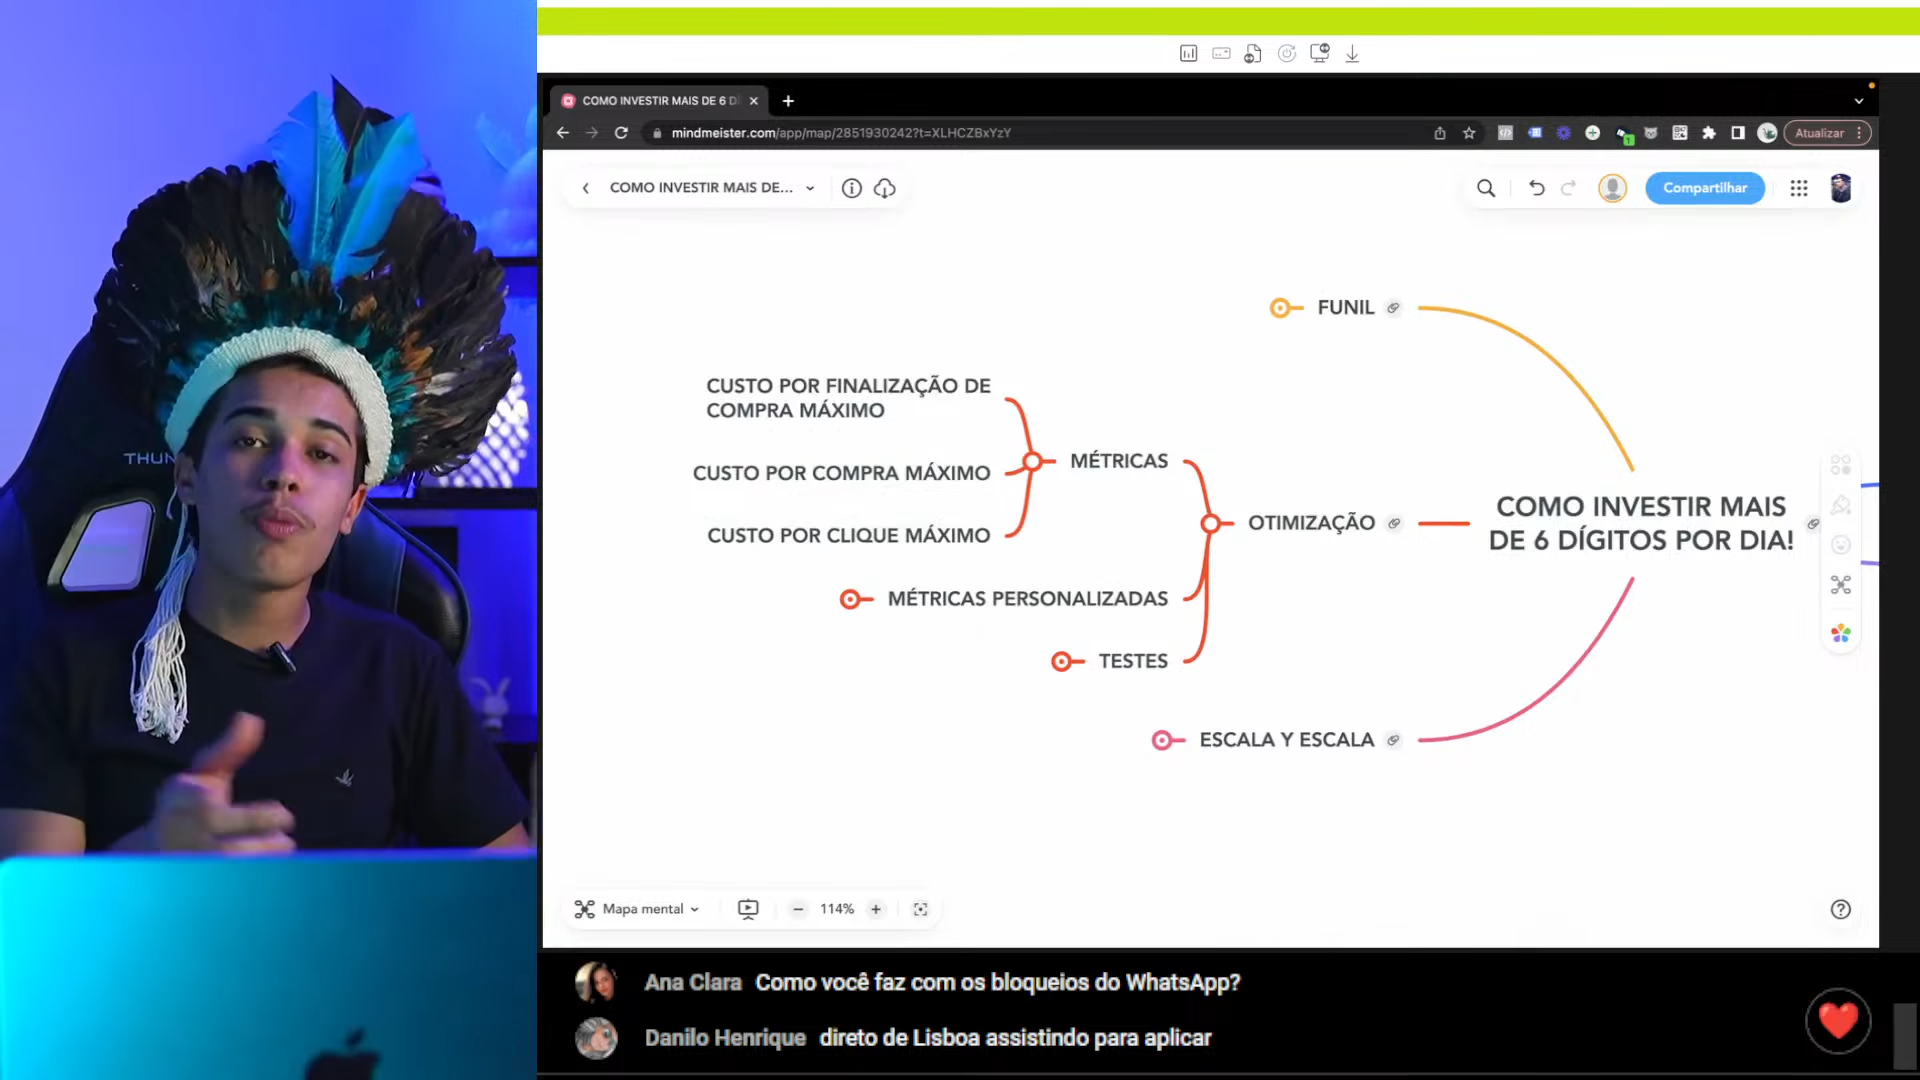 THUN
COMO INVESTIR MAIS DE 6 D
mindmeister.com/app/map/2851930242?t=XLHCZBxYzY
1
Atualizar
COMO INVESTIR MAIS DE...
Compartilhar
FUNIL
CUSTO POR FINALIZAÇÃO DE
COMPRA MÁXIMO
MÉTRICAS
CUSTO POR COMPRA MÁXIMO
CUSTO POR CLIQUE MÁXIMO
OTIMIZAÇÃO
COMO INVESTIR MAIS
DE 6 DÍGITOS POR DIA!
MÉTRICAS PERSONALIZADAS
TESTES
ESCALA Y ESCALA
Mapa mental
114%
Ana Clara Como você faz com os bloqueios do WhatsApp?
Danilo Henrique direto de Lisboa assistindo para aplicar